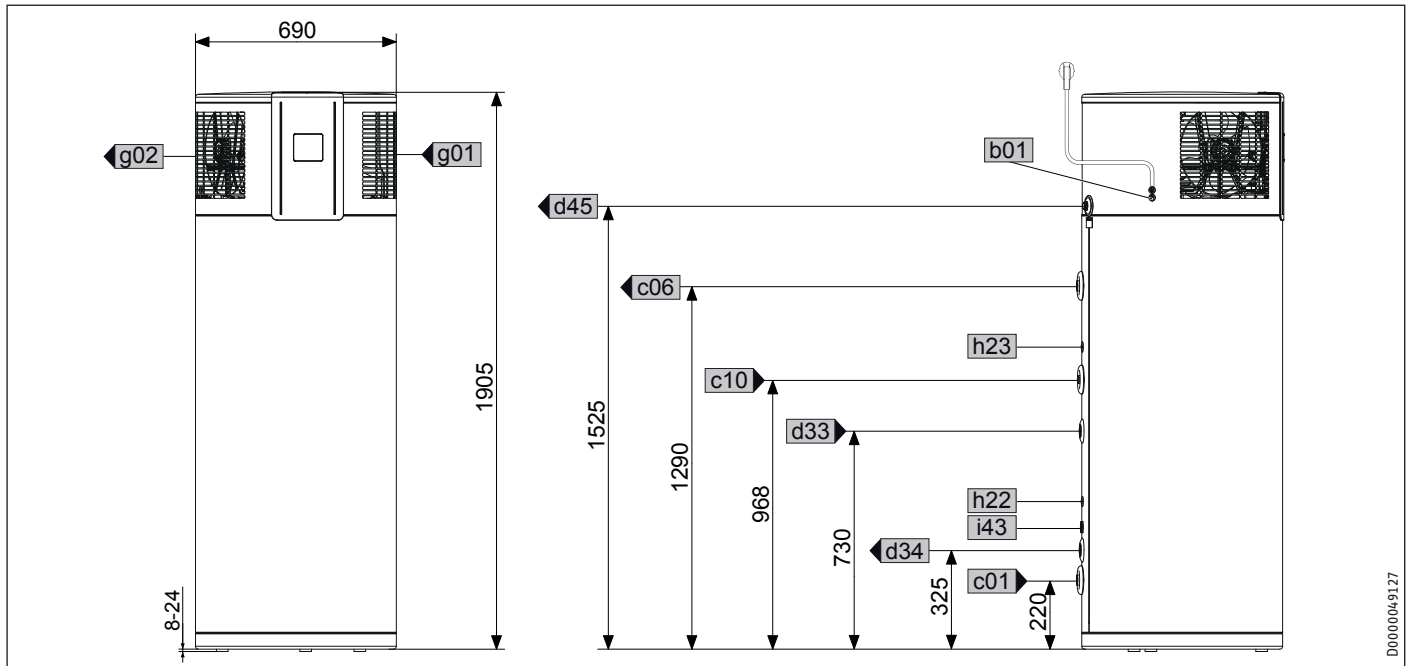 690
g02
g01
1905
8-24
b01
d45
c06
h23
c10
d33
h22
i43
d34
c01
1525
1290
968
730
325
220
D0000049127